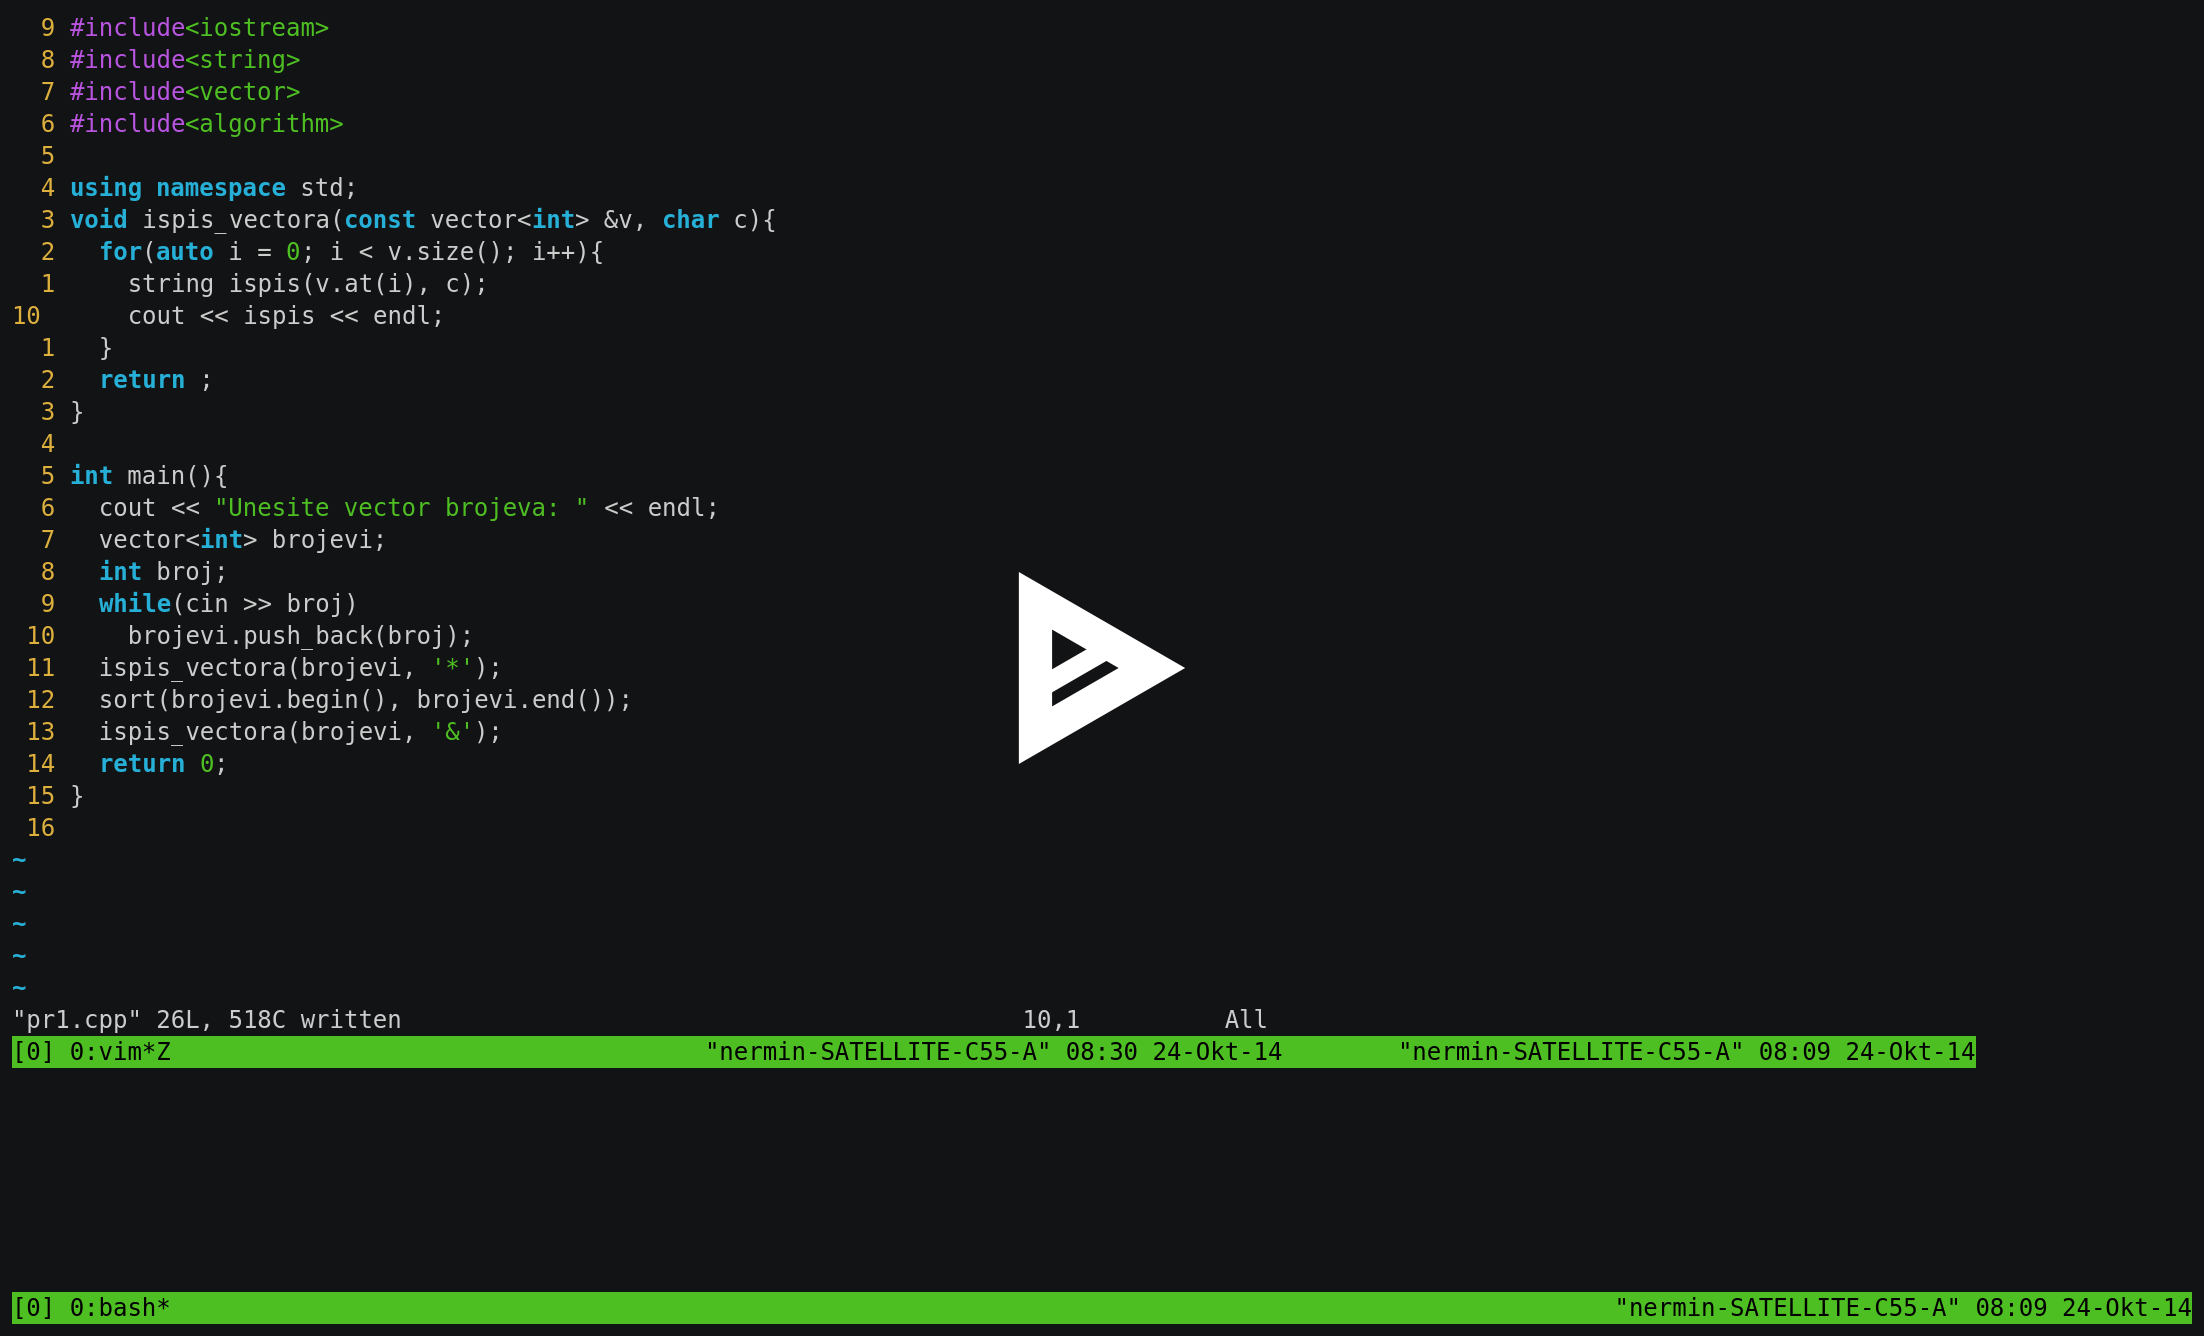 9 #include<iostream>
  8 #include<string>
  7 #include<vector>
  6 #include<algorithm>
  5
  4 using namespace std;
  3 void ispis_vectora(const vector<int> &v, char c){
  2   for(auto i = 0; i < v.size(); i++){
  1     string ispis(v.at(i), c);
10      cout << ispis << endl;
  1   }
  2   return ;
  3 }
  4
  5 int main(){
  6   cout << "Unesite vector brojeva: " << endl;
  7   vector<int> brojevi;
  8   int broj;
  9   while(cin >> broj)
 10     brojevi.push_back(broj);
 11   ispis_vectora(brojevi, '*');
 12   sort(brojevi.begin(), brojevi.end());
 13   ispis_vectora(brojevi, '&');
 14   return 0;
 15 }
 16
~
~
~
~
~
"pr1.cpp" 26L, 518C written                                           10,1          All
[0] 0:vim*Z                                     "nermin-SATELLITE-C55-A" 08:30 24-Okt-14        "nermin-SATELLITE-C55-A" 08:09 24-Okt-14
[0] 0:bash*                                                                                                    "nermin-SATELLITE-C55-A" 08:09 24-Okt-14